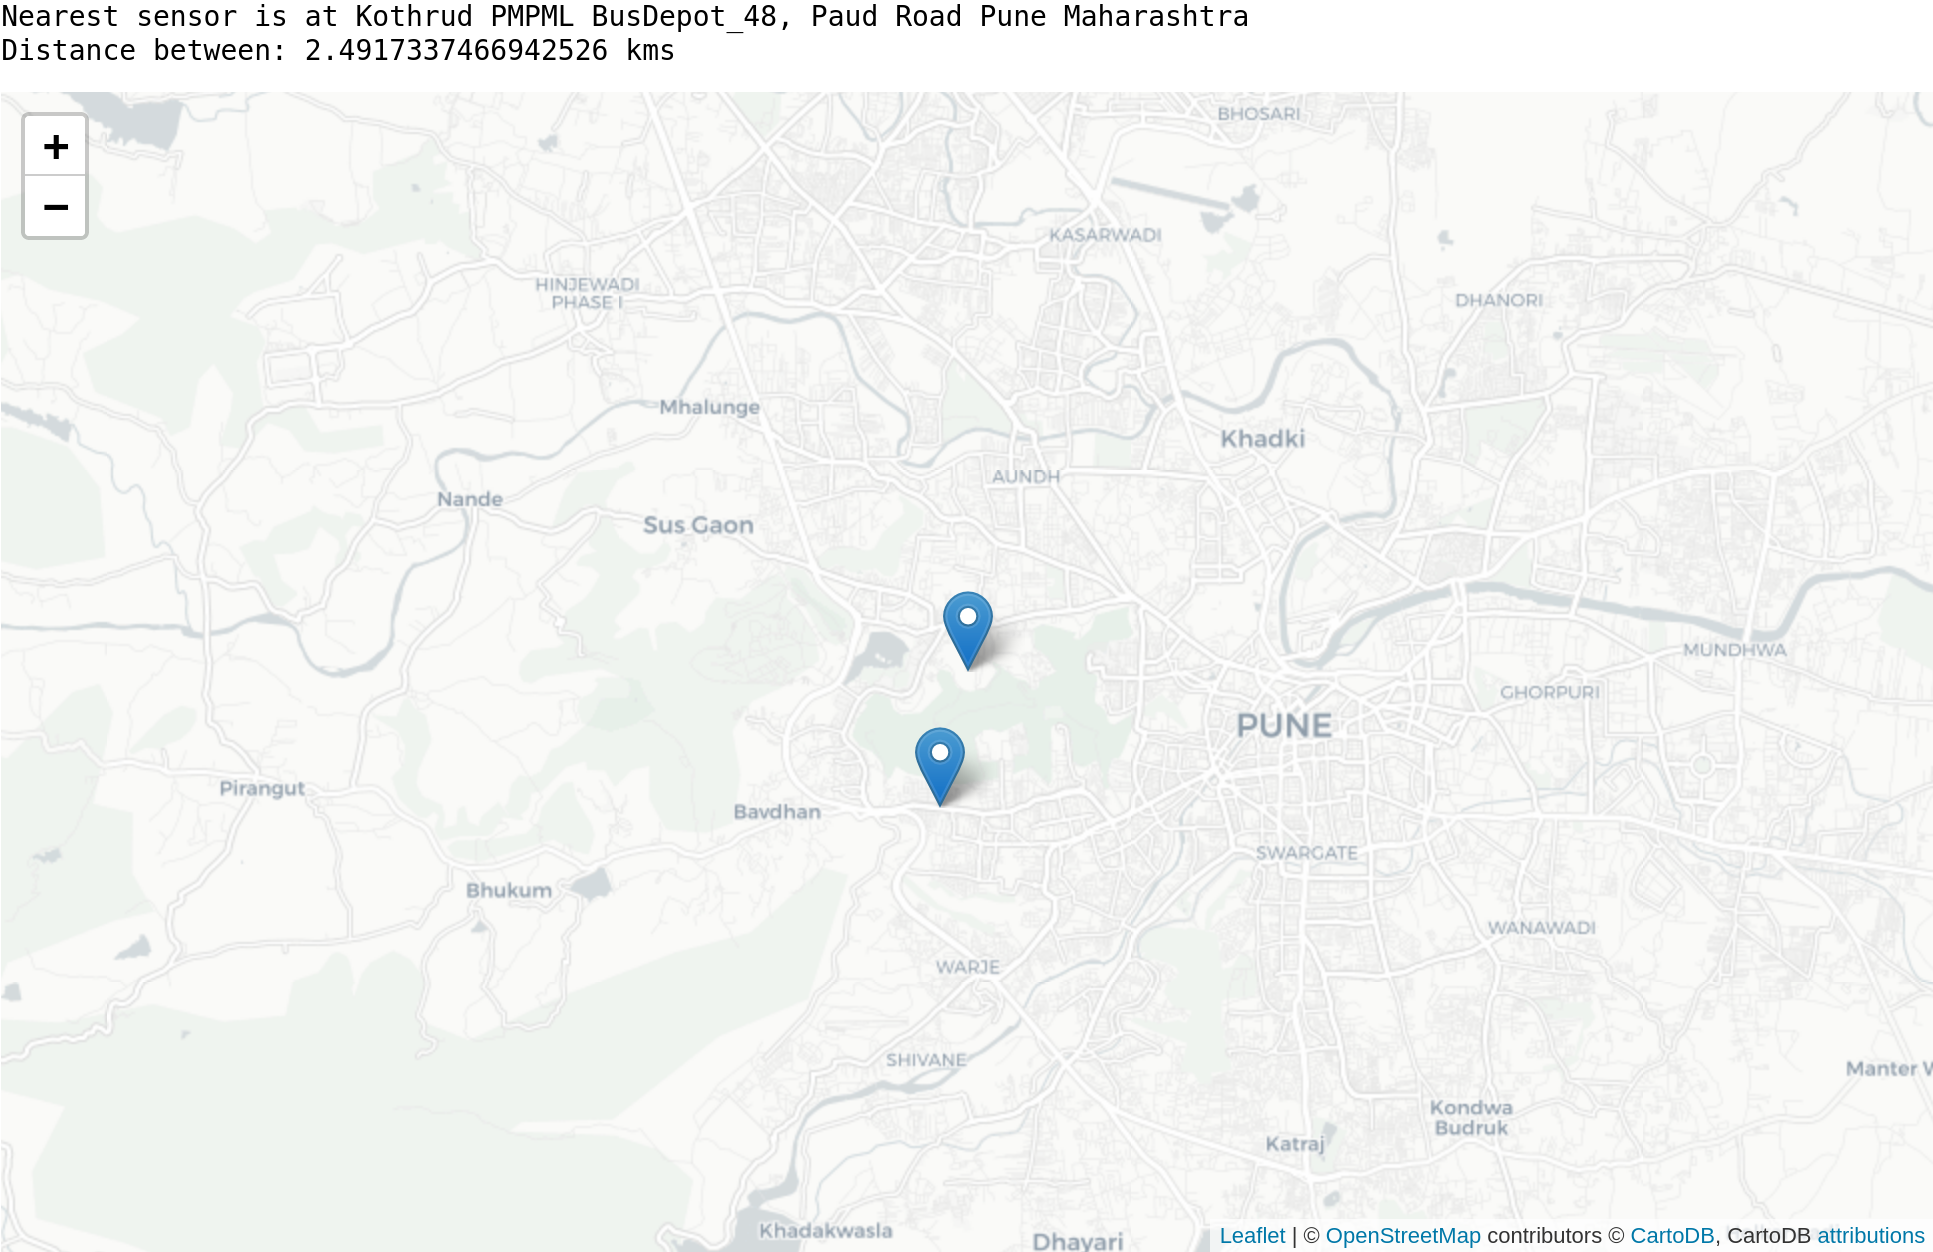 Nearest sensor is at Kothrud PMPML BusDepot_48, Paud Road Pune Maharashtra
Distance between: 2.4917337466942526 kms
+
−
BHOSARI
KASARWADI
HINJEWADI
PHASE I
DHANORI
Mhalunge
Khadki
AUNDH
Nande
Sus Gaon
MUNDHWA
GHORPURI
PUNE
Pirangut
Bavdhan
SWARGATE
Bhukum
WANAWADI
WARJE
SHIVANE
Manter W
Kondwa
Budruk
Katraj
Khadakwasla
Dhayari
Leaflet | © OpenStreetMap contributors © CartoDB, CartoDB attributions